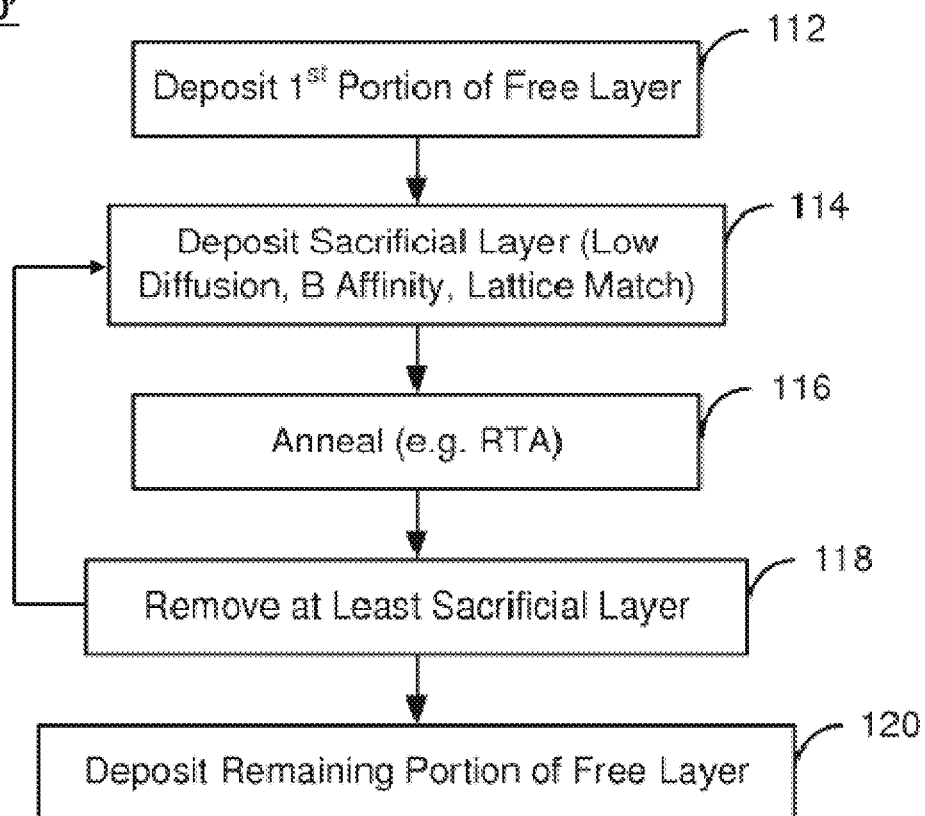 112
Deposit 1st Portion of Free Layer
114
Deposit Sacrificial Layer (Low
Diffusion, B Affinity, Lattice Match)
116
Anneal (e.g. RTA)
118
Remove at Least Sacrificial Layer
120
Deposit Remaining Portion of Free Layer